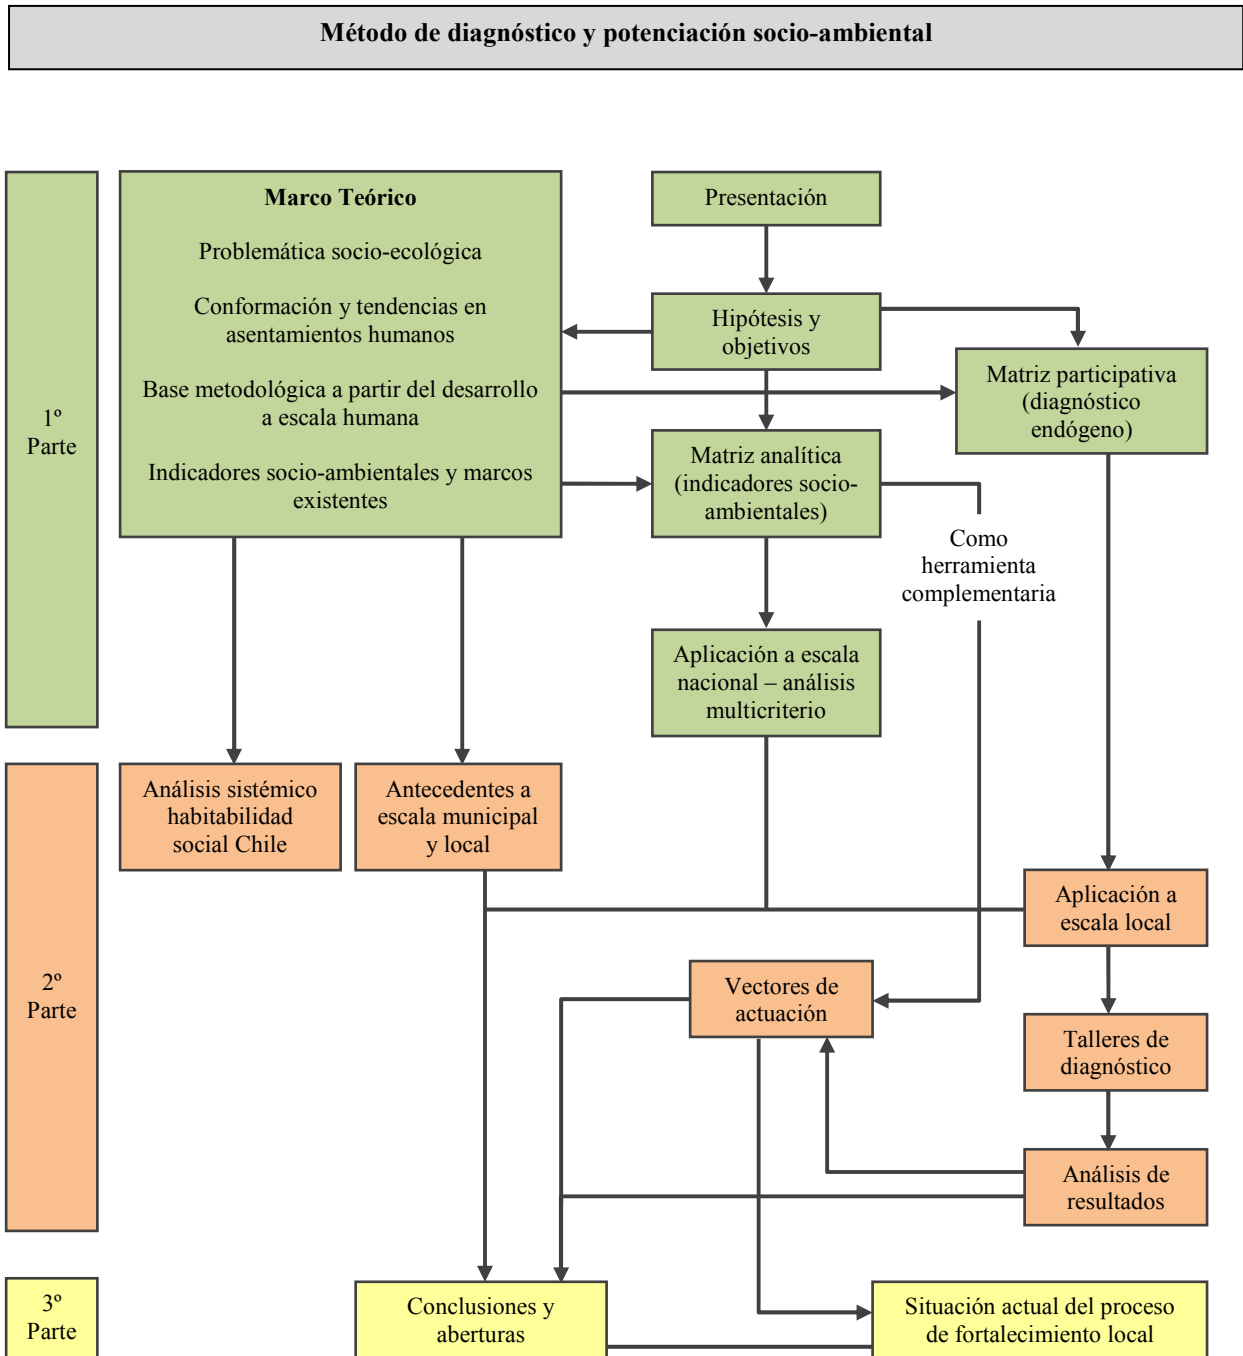 Método de diagnóstico y potenciación socio-ambiental
1º
Parte
Marco Teórico
Problemática socio-ecológica
Conformación y tendencias en
asentamientos humanos
Base metodológica a partir del desarrollo
a escala humana
Indicadores socio-ambientales y marcos
existentes
Presentación
Hipótesis y
objetivos
Matriz participativa
(diagnóstico
endógeno)
Matriz analítica
(indicadores socio-
ambientales)
Como
herramienta
complementaria
Aplicación a escala
nacional – análisis
multicriterio
2º
Parte
Análisis sistémico
habitabilidad
social Chile
Antecedentes a
escala municipal
y local
Aplicación a
escala local
Vectores de
actuación
Talleres de
diagnóstico
Análisis de
resultados
3º
Parte
Conclusiones y
aberturas
Situación actual del proceso
de fortalecimiento local